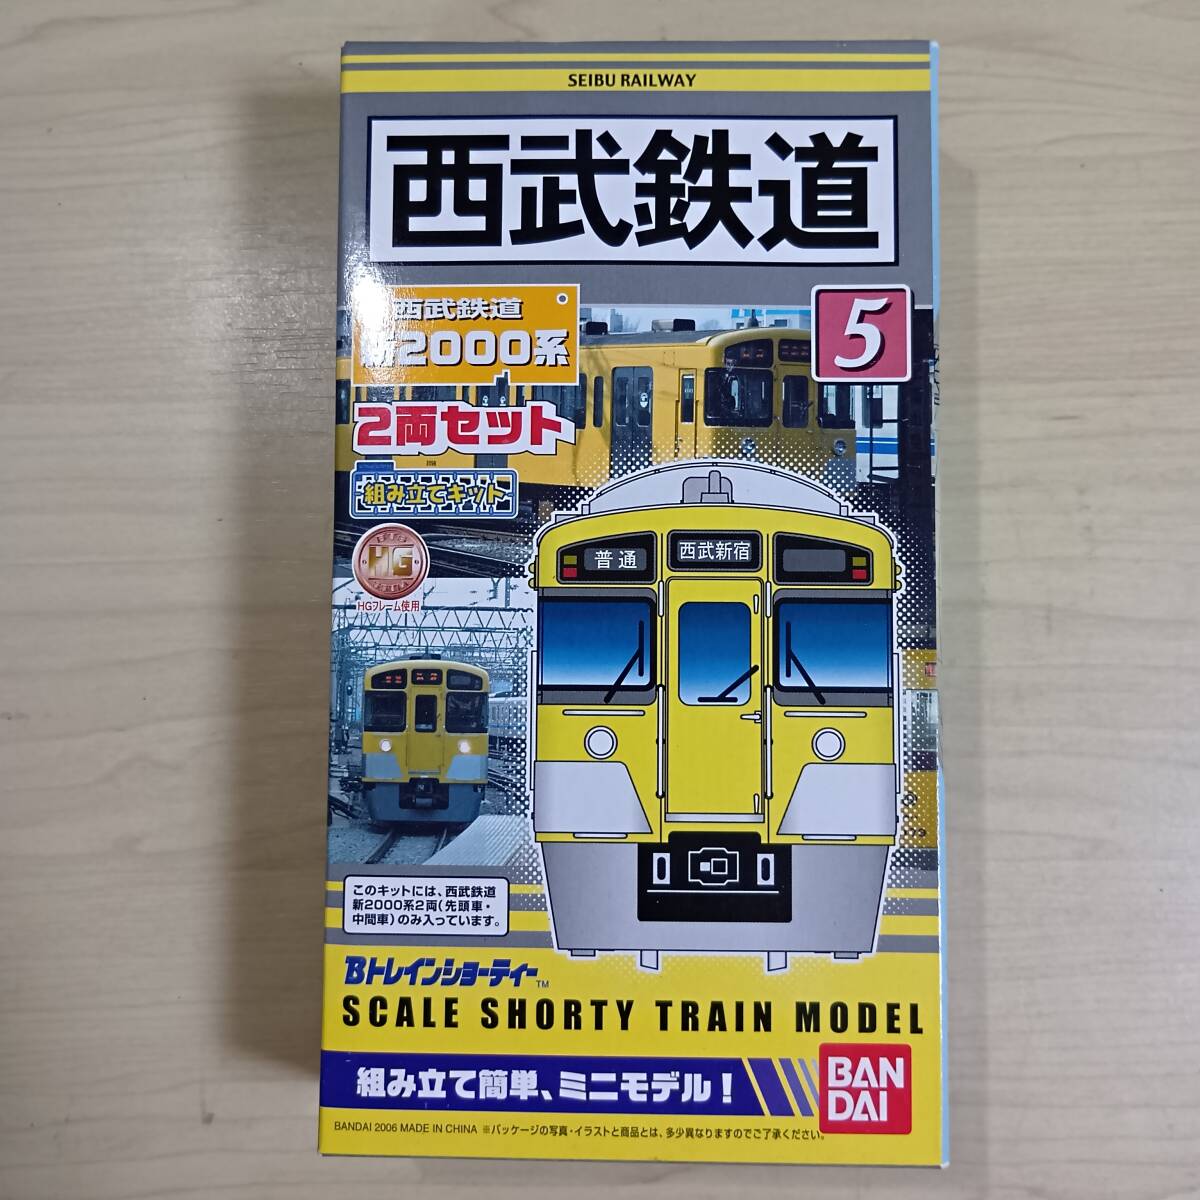 SEIBU RAILWAY
西武鉄道
5
西武鉄道
新2000系
2両セット
組み立てキット
HG
HGフレーム使用
普通
西武新宿
このキットには、西武鉄道
新2000系2両(先頭車・
中間車)のみ入っています。
Bトレインショーティー™
SCALE SHORTY TRAIN MODEL
組み立て簡単、ミニモデル!
BAN
DAI
BANDAI 2006 MADE IN CHINA ※パッケージの写真・イラストと商品とは、多少異なりますのでご了承ください。